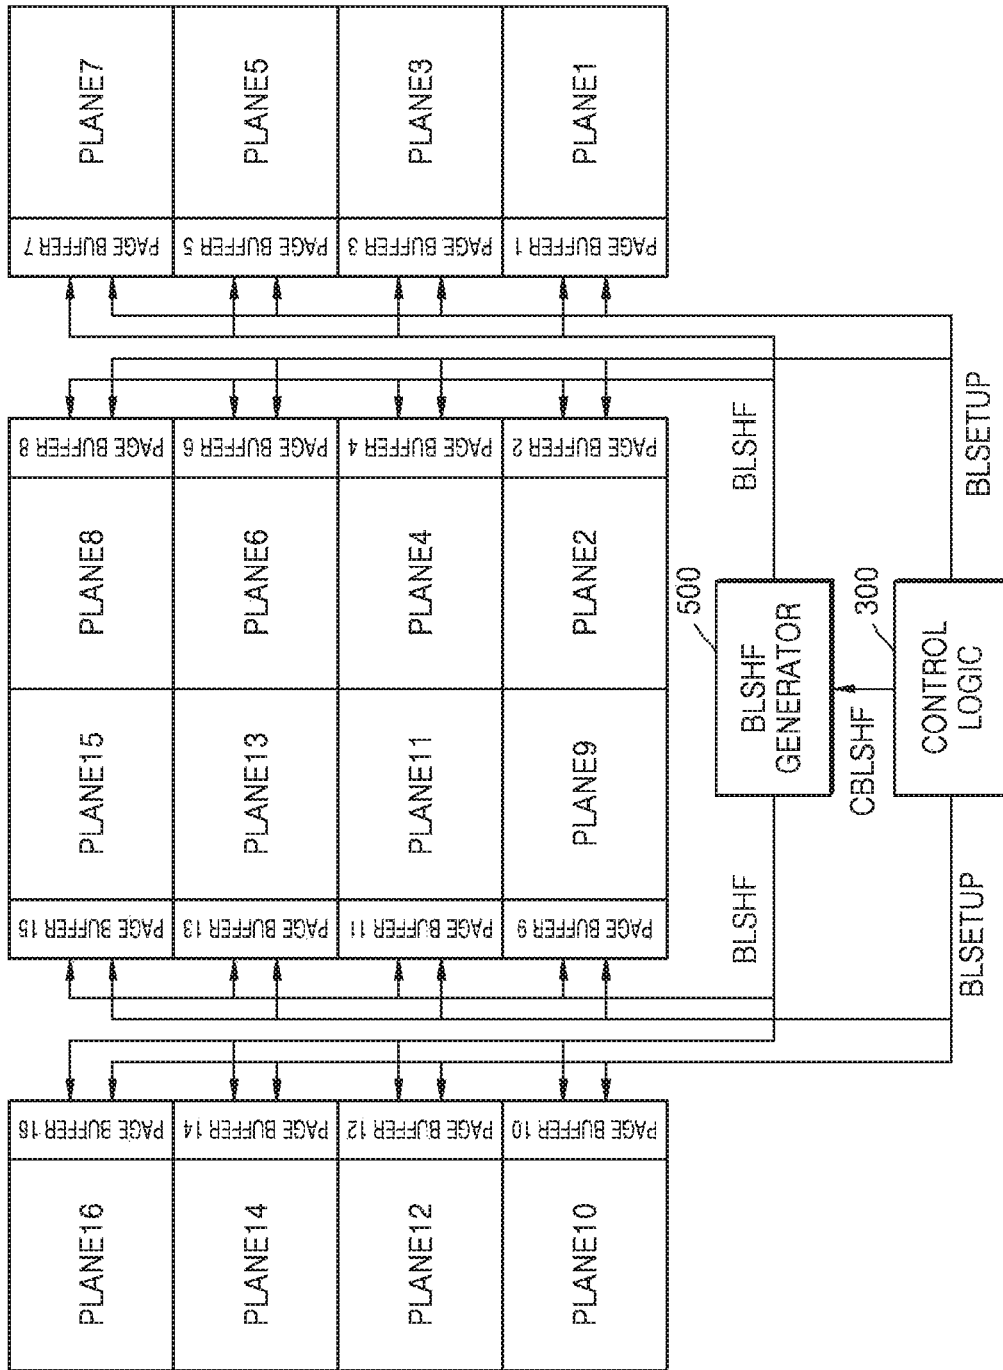 PLANE10
PLANE12
PLANE14
PLANE16
PAGE BUFFER 10
PAGE BUFFER 12
PAGE BUFFER 14
PAGE BUFFER 16
BLSETUP
BLSHF
PAGE BUFFER 9
PAGE BUFFER 11
PAGE BUFFER 13
PAGE BUFFER 15
PLANE9
PLANE11
PLANE13
PLANE15
CBLSHF
CONTROL
LOGIC
300
BLSHF
GENERATOR
500
PLANE2
PLANE4
PLANE6
PLANE8
PAGE BUFFER 2
PAGE BUFFER 4
PAGE BUFFER 6
PAGE BUFFER 8
BLSETUP
BLSHF
PAGE BUFFER 1
PAGE BUFFER 3
PAGE BUFFER 5
PAGE BUFFER 7
PLANE1
PLANE3
PLANE5
PLANE7